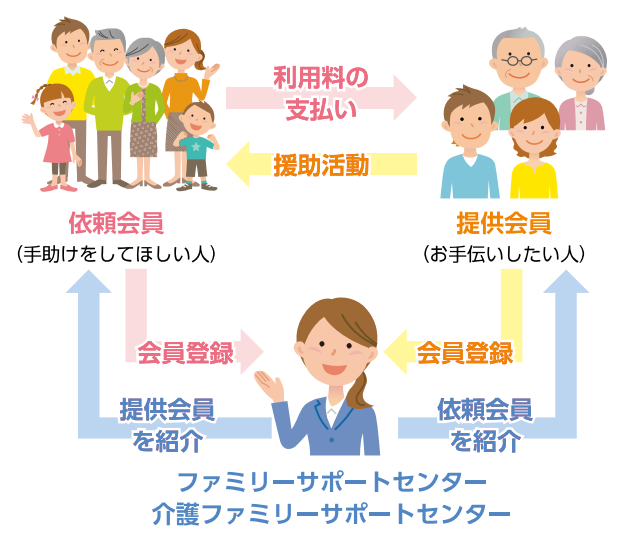 利用料の
支払い
援助活動
依頼会員
(手助けをしてほしい人)
提供会員
(お手伝いしたい人)
会員登録
会員登録
提供会員
を紹介
依頼会員
を紹介
ファミリーサポートセンター
介護ファミリーサポートセンター